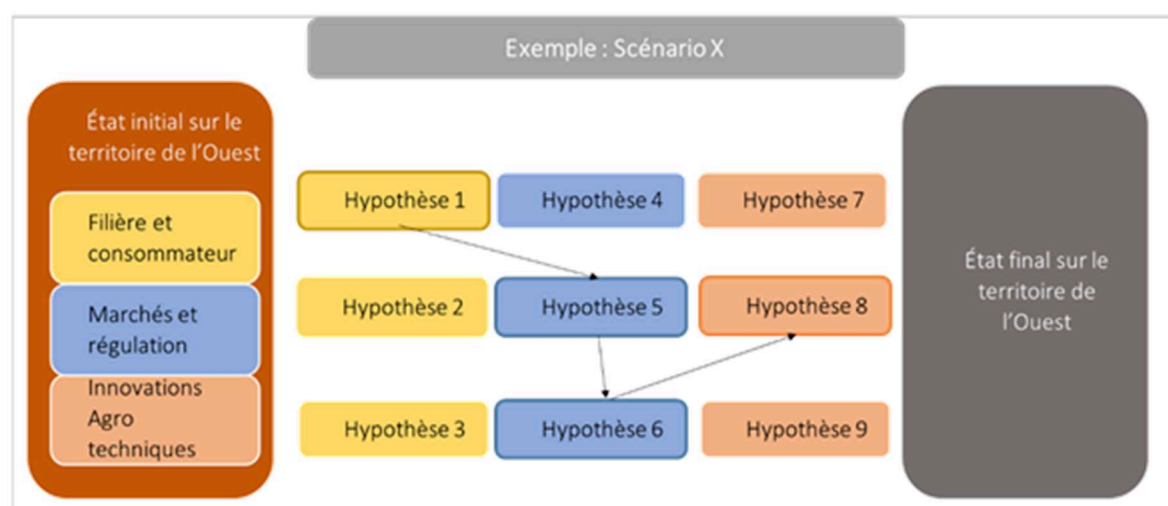 Exemple : Scénario X
État initial sur le
territoire de l’Ouest
Filière et
consommateur
Marchés et
régulation
Innovations
Agro
techniques
Hypothèse 1
Hypothèse 4
Hypothèse 7
Hypothèse 2
Hypothèse 5
Hypothèse 8
Hypothèse 3
Hypothèse 6
Hypothèse 9
État final sur le
territoire de
l’Ouest